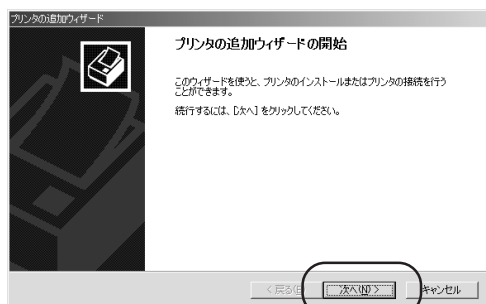 プリンタの追加ウィザード
プリンタの追加ウィザードの開始
このウィザードを使うと、プリンタのインストールまたはプリンタの接続を行う
ことができます。
続行するには、[次へ] をクリックしてください。
< 戻る(B) 次へ(N) > キャンセル